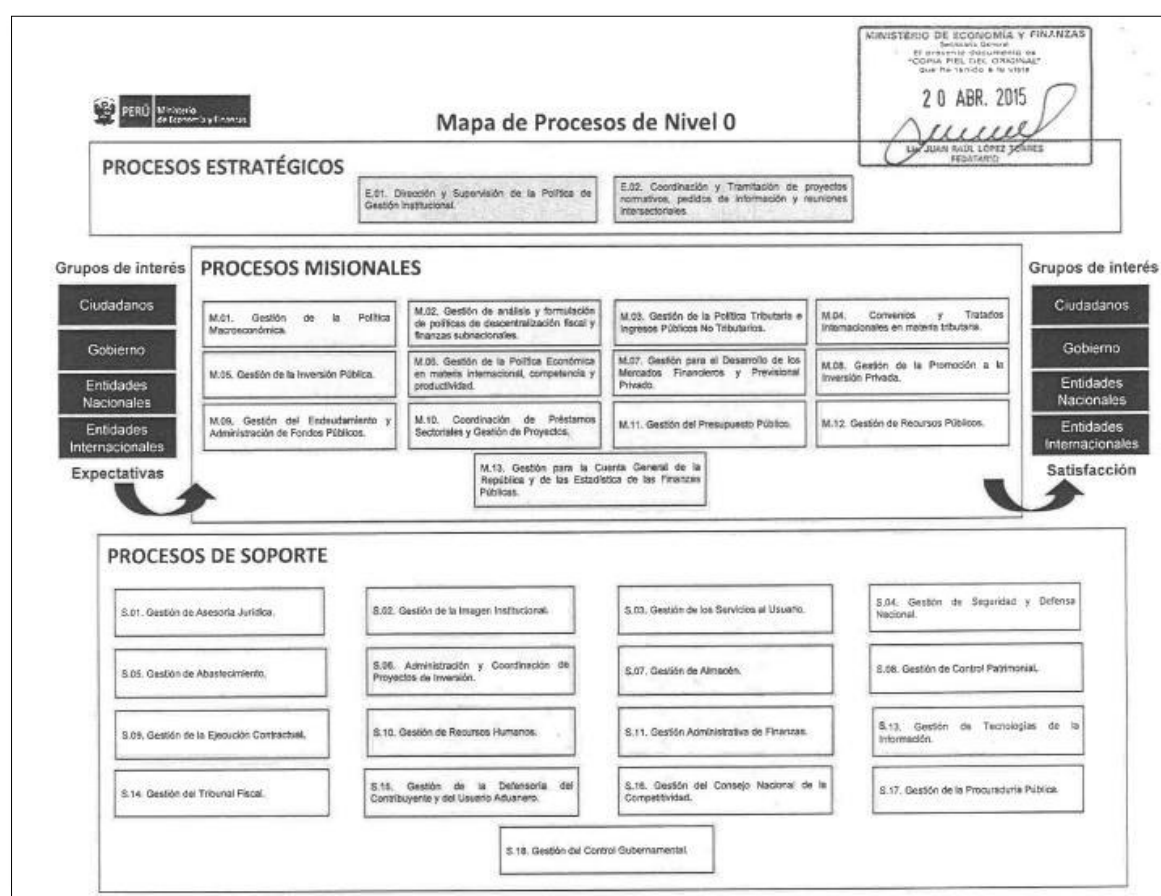 MINISTERIO DE ECONOMÍA Y FINANZAS
Secretaría General
El presente documento es
"COPIA FIEL DEL ORIGINAL"
que he tenido a la vista
20 ABR. 2015
Lic. JUAN RAÚL LÓPEZ TORRES
FEDATARIO
PERÚ
Ministerio
de Economía y Finanzas
Mapa de Procesos de Nivel 0
PROCESOS ESTRATÉGICOS
E.01. Dirección y Supervisión de la Política de
Gestión Institucional.
E.02. Coordinación y Tramitación de proyectos
normativos, pedidos de información y reuniones
intersectoriales.
Grupos de interés
Ciudadanos
Gobierno
Entidades
Nacionales
Entidades
Internacionales
Expectativas
PROCESOS MISIONALES
M.01. Gestión de la Política
Macroeconómica.
M.02. Gestión de análisis y formulación
de políticas de descentralización fiscal y
finanzas subnacionales.
M.03. Gestión de la Política Tributaria e
Ingresos Públicos No Tributarios.
M.04. Convenios y Tratados
Internacionales en materia tributaria.
M.05. Gestión de la Inversión Pública.
M.06. Gestión de la Política Económica
en materia internacional, competencia y
productividad.
M.07. Gestión para el Desarrollo de los
Mercados Financieros y Previsional
Privado.
M.08. Gestión de la Promoción a la
Inversión Privada.
M.09. Gestión del Endeudamiento y
Administración de Fondos Públicos.
M.10. Coordinación de Préstamos
Sectoriales y Gestión de Proyectos.
M.11. Gestión del Presupuesto Público.
M.12. Gestión de Recursos Públicos.
M.13. Gestión para la Cuenta General de la
República y de las Estadística de las Finanzas
Públicas.
Grupos de interés
Ciudadanos
Gobierno
Entidades
Nacionales
Entidades
Internacionales
Satisfacción
PROCESOS DE SOPORTE
S.01. Gestión de Asesoría Jurídica.
S.02. Gestión de la Imagen Institucional.
S.03. Gestión de los Servicios al Usuario.
S.04. Gestión de Seguridad y Defensa
Nacional.
S.05. Gestión de Abastecimiento.
S.06. Administración y Coordinación de
Proyectos de Inversión.
S.07. Gestión de Almacén.
S.08. Gestión de Control Patrimonial.
S.09. Gestión de la Ejecución Contractual.
S.10. Gestión de Recursos Humanos.
S.11. Gestión Administrativa de Finanzas.
S.13. Gestión de Tecnologías de la
Información.
S.14. Gestión del Tribunal Fiscal.
S.15. Gestión de la Defensoría del
Contribuyente y del Usuario Aduanero.
S.16. Gestión del Consejo Nacional de la
Competitividad.
S.17. Gestión de la Procuraduría Pública.
S.18. Gestión del Control Gubernamental.